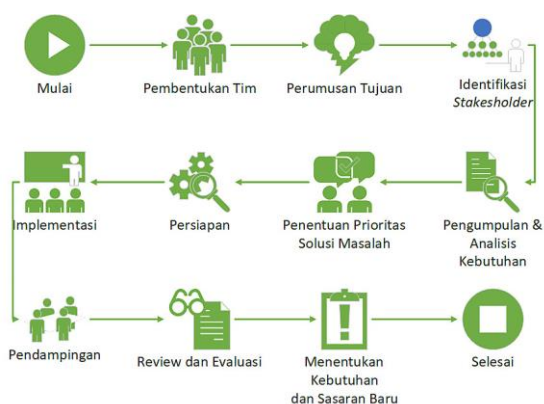 Mulai
Pembentukan Tim
Perumusan Tujuan
Identifikasi
Stakesholder
Implementasi
Persiapan
Penentuan Prioritas
Solusi Masalah
Pengumpulan &
Analisis
Kebutuhan
Pendampingan
Review dan Evaluasi
Menentukan
Kebutuhan
dan Sasaran Baru
Selesai